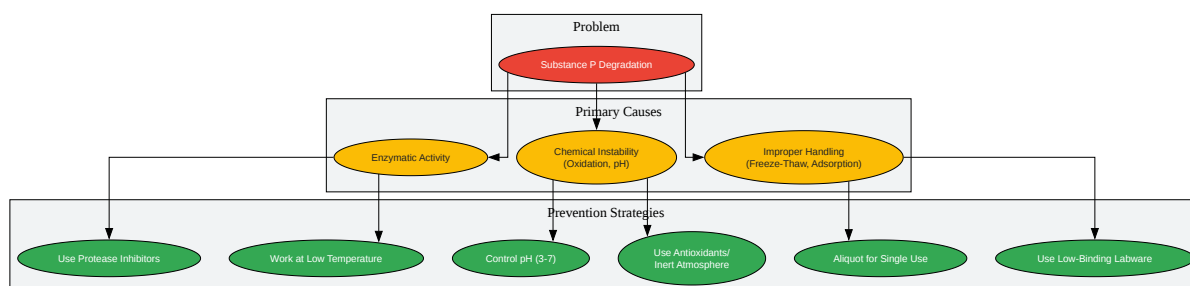 Problem
Substance P Degradation
Primary Causes
Enzymatic Activity
Chemical Instability
(Oxidation, pH)
Improper Handling
(Freeze-Thaw, Adsorption)
Prevention Strategies
Use Protease Inhibitors
Work at Low Temperature
Control pH (3-7)
Use Antioxidants/
Inert Atmosphere
Aliquot for Single Use
Use Low-Binding Labware